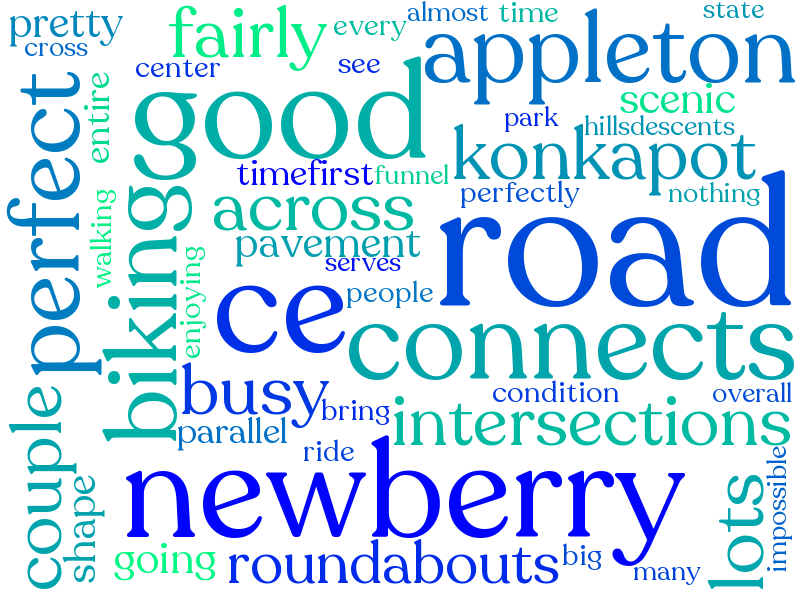 pretty
cross
fairly
every
almost
time
state
center
see
appleton
good
entire
scenic
park
hillsdescents
perfect
konkapot
timefirst
funnel
perfectly
nothing
walking
biking
across
road
pavement
enjoying
serves
ce
people
connects
busy
bring
condition
overall
couple
parallel
intersections
ride
newberry
impossible
shape
lots
going
roundabouts
big
many